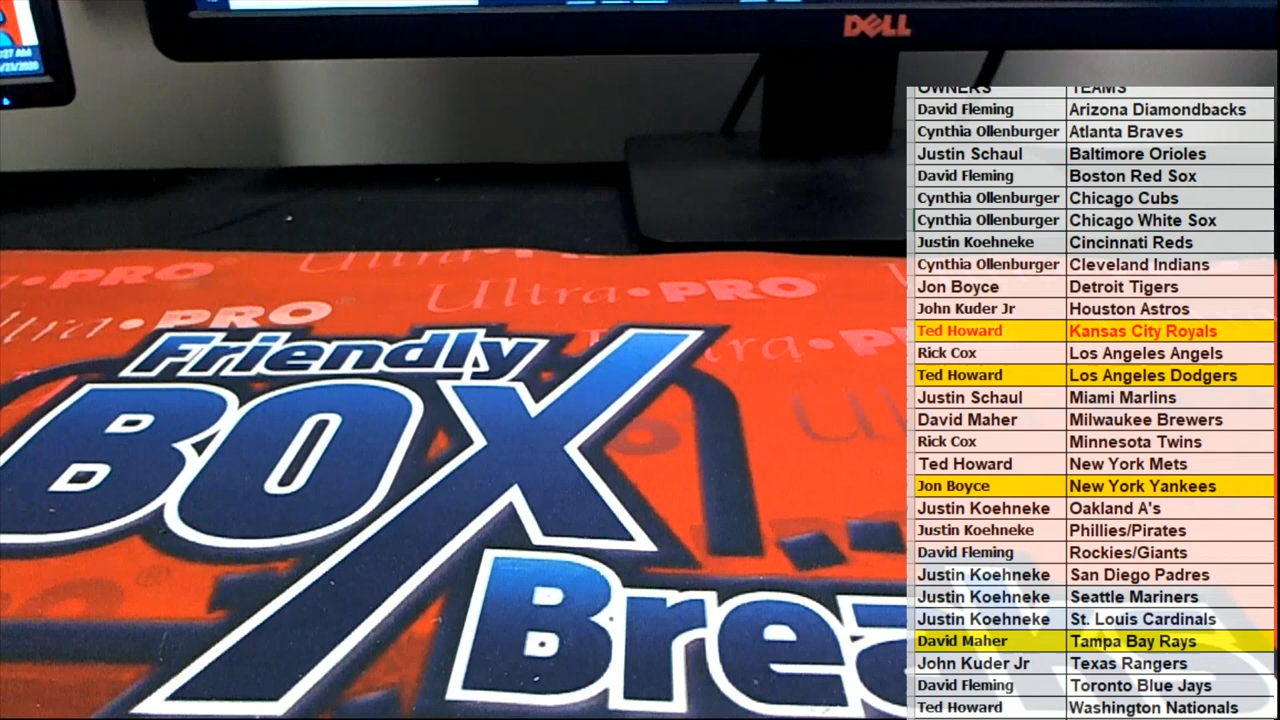 :27 AM
/23/2020
DELL
OWNERS TEAMS
David Fleming Arizona Diamondbacks
Cynthia Ollenburger Atlanta Braves
Justin Schaul Baltimore Orioles
David Fleming Boston Red Sox
Cynthia Ollenburger Chicago Cubs
Cynthia Ollenburger Chicago White Sox
Justin Koehneke Cincinnati Reds
Cynthia Ollenburger Cleveland Indians
Jon Boyce Detroit Tigers
John Kuder Jr Houston Astros
Ted Howard Kansas City Royals
Rick Cox Los Angeles Angels
Ted Howard Los Angeles Dodgers
Justin Schaul Miami Marlins
David Maher Milwaukee Brewers
Rick Cox Minnesota Twins
Ted Howard New York Mets
Jon Boyce New York Yankees
Justin Koehneke Oakland A's
Justin Koehneke Phillies/Pirates
David Fleming Rockies/Giants
Justin Koehneke San Diego Padres
Justin Koehneke Seattle Mariners
Justin Koehneke St. Louis Cardinals
David Maher Tampa Bay Rays
John Kuder Jr Texas Rangers
David Fleming Toronto Blue Jays
Ted Howard Washington Nationals
PRO
Ultra PRO
ltra PRO
Friendly
BOX
Brea